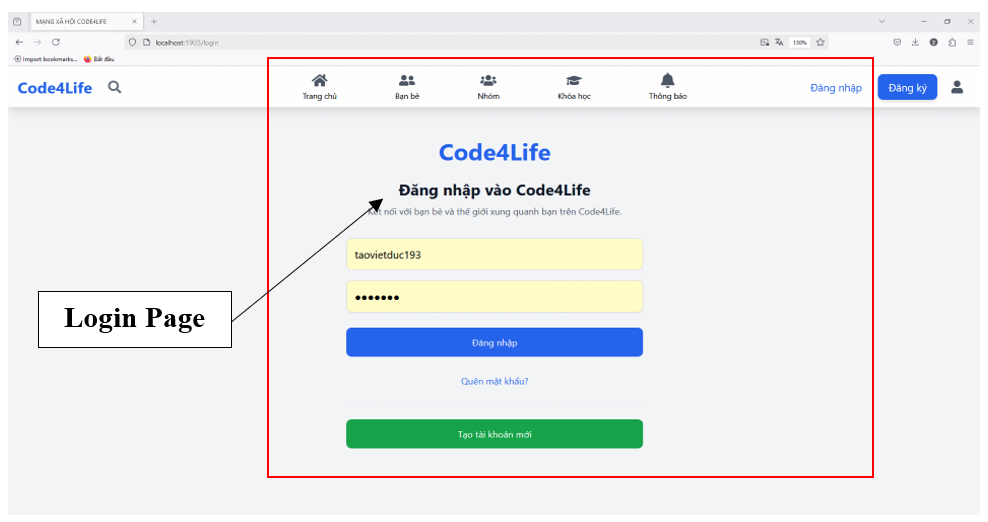 MẠNG XÃ HỘI CODE4LIFE
localhost:1903/login
130%
Import bookmarks...
Bắt đầu
Code4Life
Trang chủ
Bạn bè
Nhóm
Khóa học
Thông báo
Đăng nhập
Đăng ký
Code4Life
Đăng nhập vào Code4Life
Kết nối với bạn bè và thế giới xung quanh bạn trên Code4Life.
taovietduc193
Login Page
Đăng nhập
Quên mật khẩu?
Tạo tài khoản mới